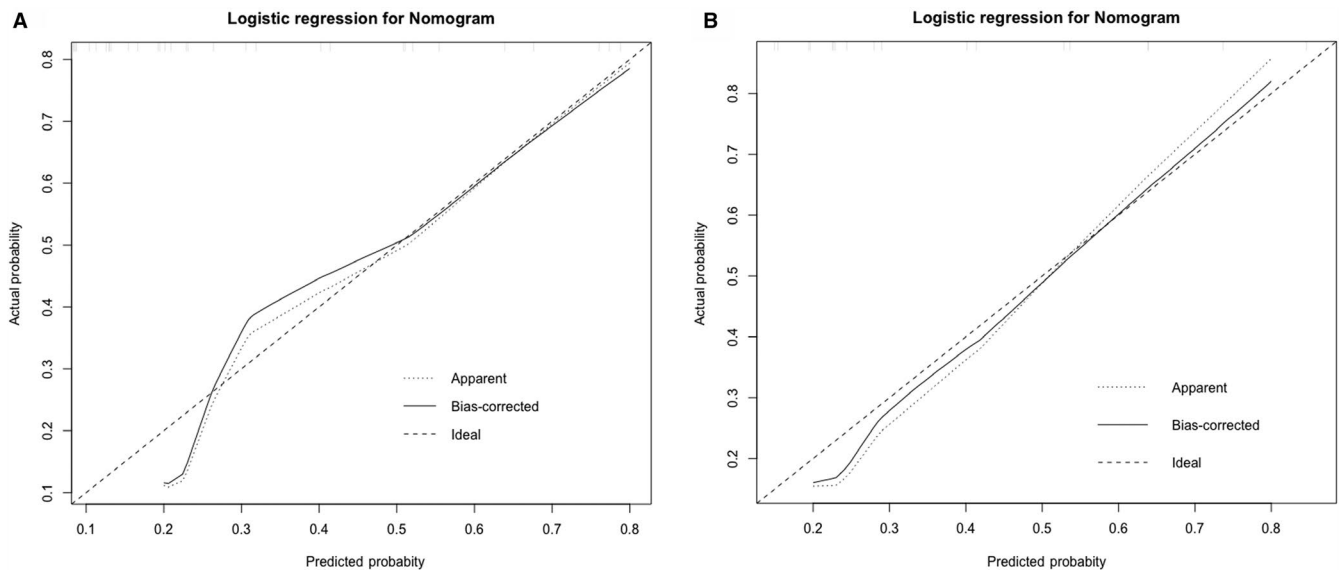 A
Logistic regression for Nomogram
Actual probability
0.8
0.7
0.6
0.5
0.4
0.3
0.2
0.1
Apparent
Bias-corrected
Ideal
0.1 0.2 0.3 0.4 0.5 0.6 0.7 0.8
Predicted probabity
B
Logistic regression for Nomogram
Actual probability
0.8
0.7
0.6
0.5
0.4
0.3
0.2
Apparent
Bias-corrected
Ideal
0.2 0.3 0.4 0.5 0.6 0.7 0.8
Predicted probabity